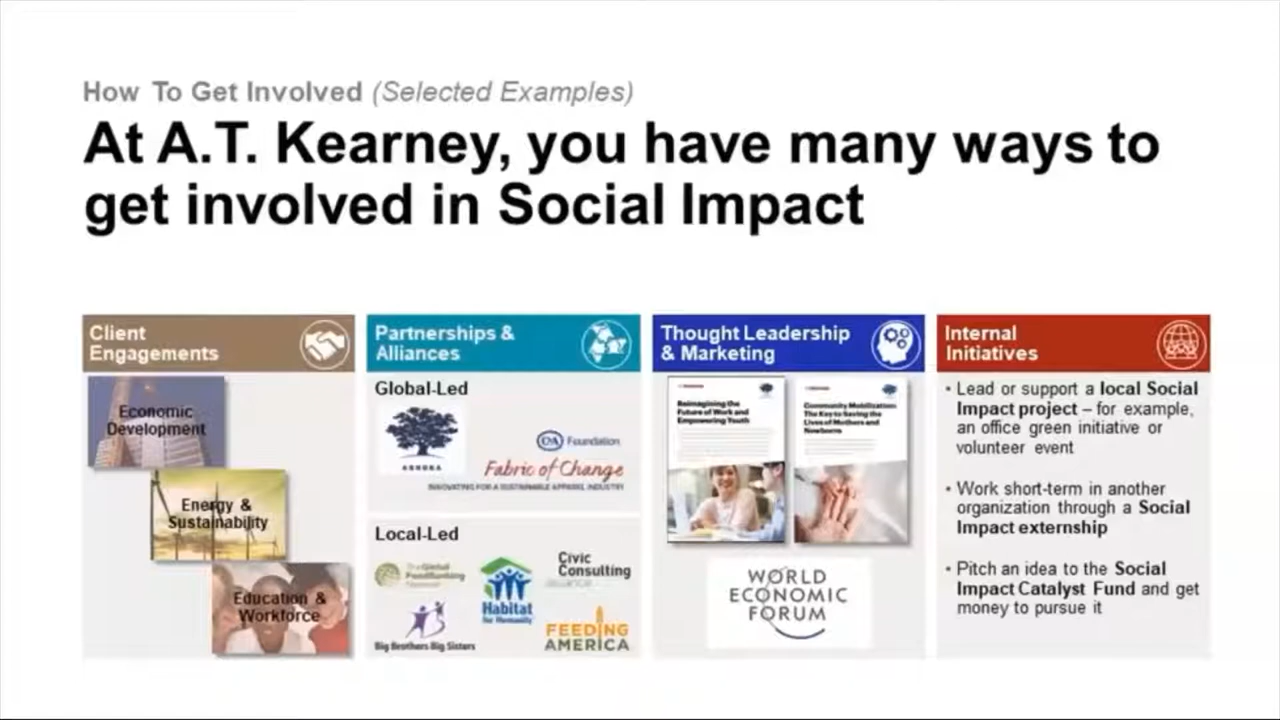 How To Get Involved (Selected Examples)
At A.T. Kearney, you have many ways to
get involved in Social Impact
Client
Engagements
Economic
Development
Energy &
Sustainability
Education &
Workforce
Partnerships &
Alliances
Global-Led
ASHOKA
C&A Foundation
Fabric of Change
INNOVATING FOR A SUSTAINABLE APPAREL INDUSTRY
Local-Led
The Global
FoodBanking
Network
Habitat
for Humanity
Civic
Consulting
ALLIANCE
Big Brothers Big Sisters
FEEDING
AMERICA
Thought Leadership
& Marketing
Reimagining the
Future of Work and
Empowering Youth
Community Mobilization:
The Key to Saving the
Lives of Mothers and
Newborns
WORLD
ECONOMIC
FORUM
Internal
Initiatives
• Lead or support a local Social
Impact project – for example,
an office green initiative or
volunteer event
• Work short-term in another
organization through a Social
Impact externship
• Pitch an idea to the Social
Impact Catalyst Fund and get
money to pursue it